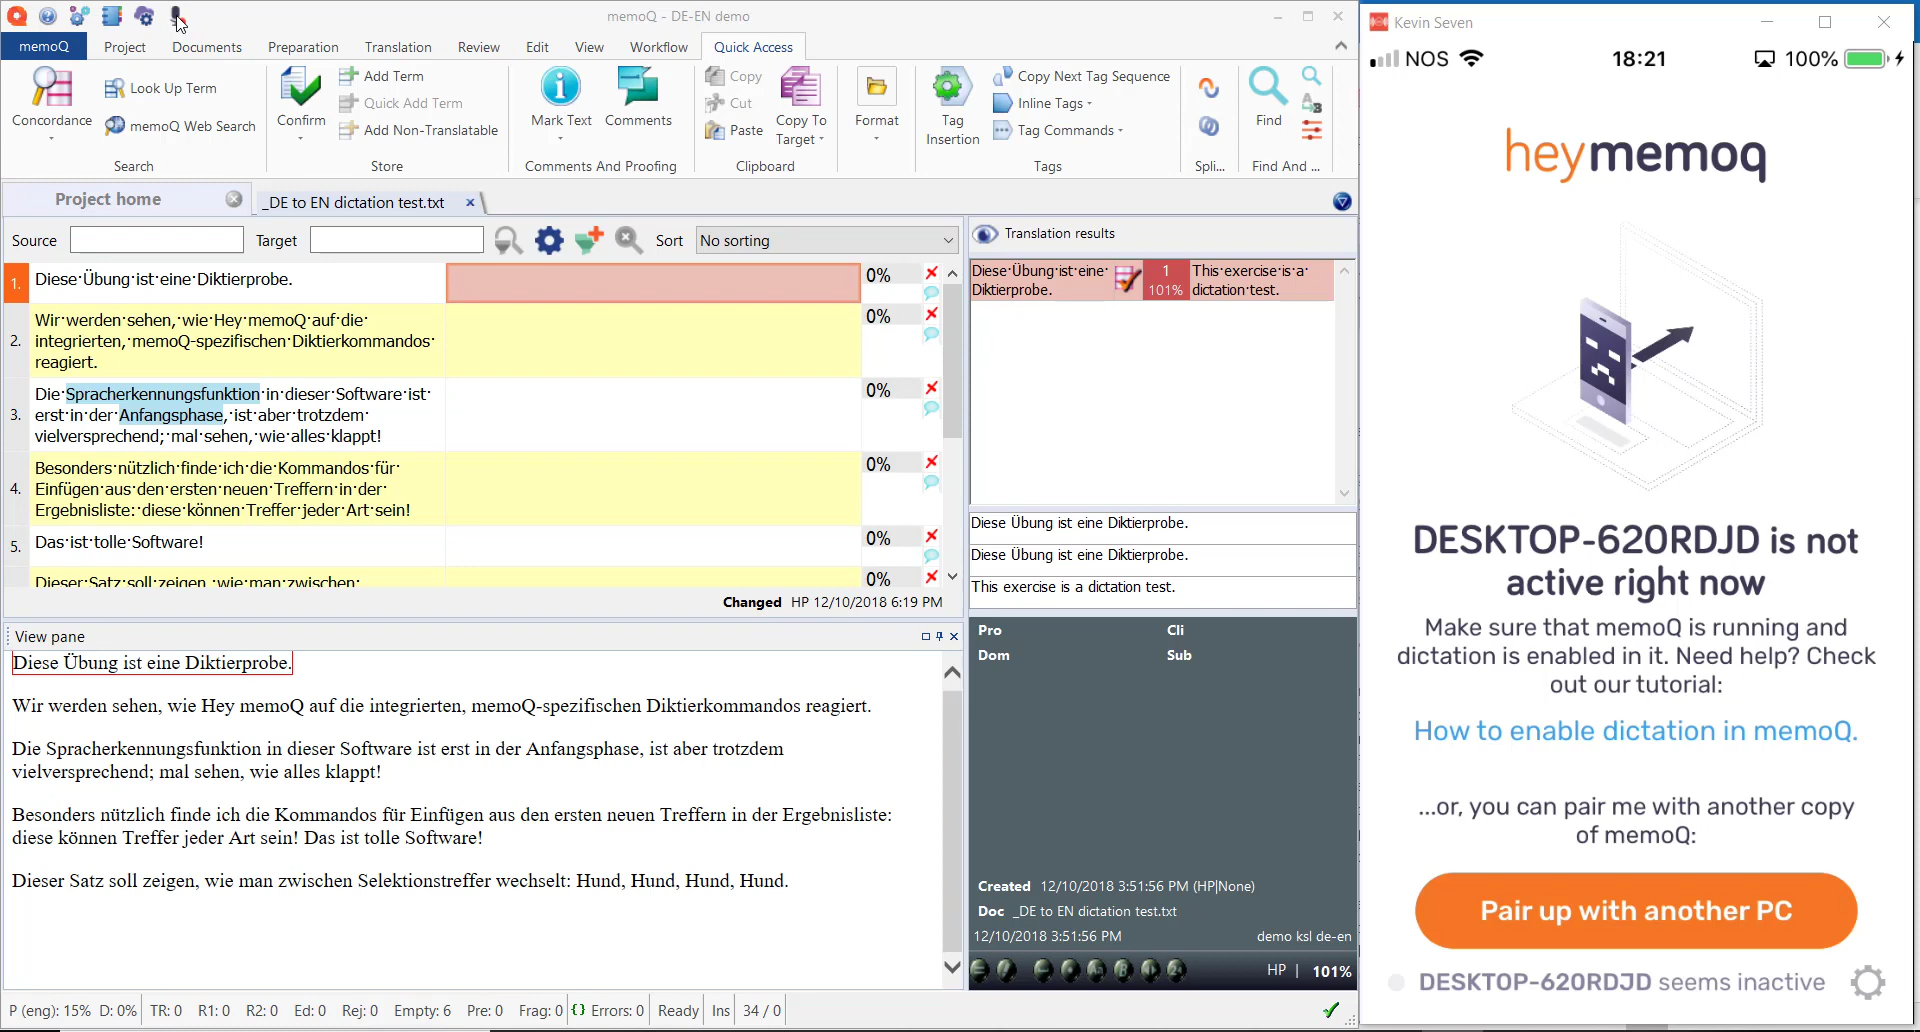 memoQ - DE-EN demo
memoQ Project Documents Preparation Translation Review Edit View Workflow Quick Access
Concordance
Look Up Term
memoQ Web Search
Search
Confirm
Add Term
Quick Add Term
Add Non-Translatable
Store
Mark Text
Comments
Comments And Proofing
Copy
Cut
Paste
Copy To
Target
Clipboard
Format
Tag
Insertion
Copy Next Tag Sequence
Inline Tags
Tag Commands
Tags
Spli...
Find
Find And ...
Project home
_DE to EN dictation test.txt
Source Target Sort No sorting
1. Diese·Übung·ist·eine·Diktierprobe. 0%
2. Wir·werden·sehen,·wie·Hey·memoQ·auf·die·
integrierten,·memoQ-spezifischen·Diktierkommandos·
reagiert.
0%
3. Die·Spracherkennungsfunktion·in·dieser·Software·ist·
erst·in·der·Anfangsphase,·ist·aber·trotzdem·
vielversprechend;·mal·sehen,·wie·alles·klappt!
0%
4. Besonders·nützlich·finde·ich·die·Kommandos·für·
Einfügen·aus·den·ersten·neuen·Treffern·in·der·
Ergebnisliste:·diese·können·Treffer·jeder·Art·sein!
0%
5. Das·ist·tolle·Software! 0%
Dieser·Satz·soll·zeigen,·wie·man·zwischen· 0%
Changed HP 12/10/2018 6:19 PM
View pane
Diese Übung ist eine Diktierprobe.
Wir werden sehen, wie Hey memoQ auf die integrierten, memoQ-spezifischen Diktierkommandos reagiert.
Die Spracherkennungsfunktion in dieser Software ist erst in der Anfangsphase, ist aber trotzdem
vielversprechend; mal sehen, wie alles klappt!
Besonders nützlich finde ich die Kommandos für Einfügen aus den ersten neuen Treffern in der Ergebnisliste:
diese können Treffer jeder Art sein! Das ist tolle Software!
Dieser Satz soll zeigen, wie man zwischen Selektionstreffer wechselt: Hund, Hund, Hund, Hund.
Translation results
Diese·Übung·ist·eine·
Diktierprobe.
1
101%
This·exercise·is·a·
dictation·test.
Diese Übung ist eine Diktierprobe.
Diese Übung ist eine Diktierprobe.
This exercise is a dictation test.
Pro Cli
Dom Sub
Created 12/10/2018 3:51:56 PM (HP|None)
Doc _DE to EN dictation test.txt
12/10/2018 3:51:56 PM demo ksl de-en
HP | 101%
P (eng): 15% D: 0% TR: 0 R1: 0 R2: 0 Ed: 0 Rej: 0 Empty: 6 Pre: 0 Frag: 0 {} Errors: 0 Ready Ins 34 / 0
Kevin Seven
NOS 18:21 100%
heymemoq
DESKTOP-620RDJD is not
active right now
Make sure that memoQ is running and
dictation is enabled in it. Need help? Check
out our tutorial:
How to enable dictation in memoQ.
...or, you can pair me with another copy
of memoQ:
Pair up with another PC
DESKTOP-620RDJD seems inactive